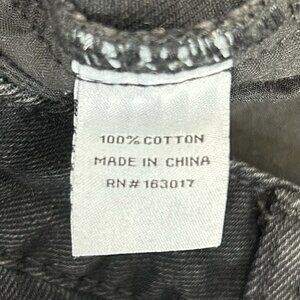 100% COTTON
MADE IN CHINA
RN # 163017